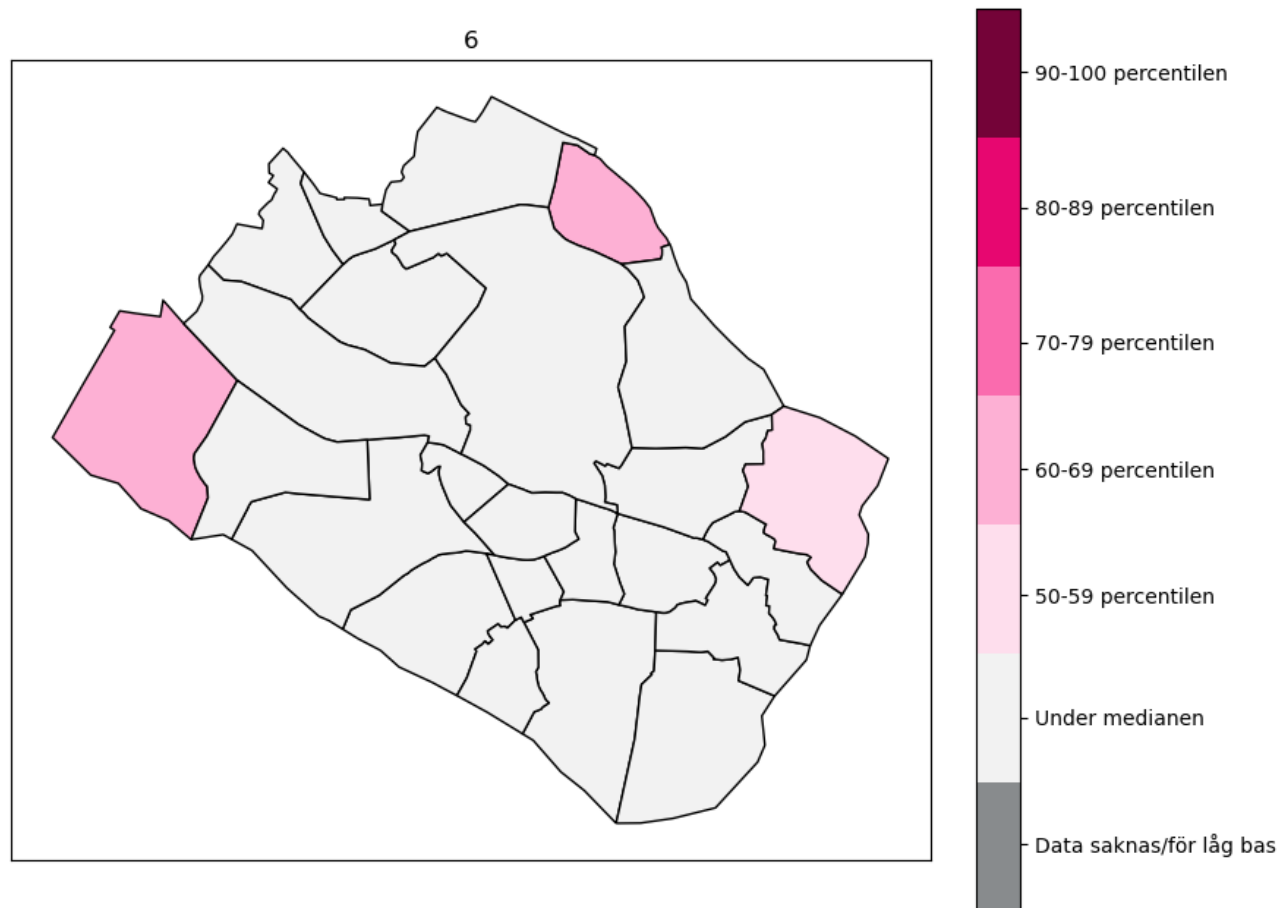 6
90-100 percentilen
80-89 percentilen
70-79 percentilen
60-69 percentilen
50-59 percentilen
Under medianen
Data saknas/för låg bas